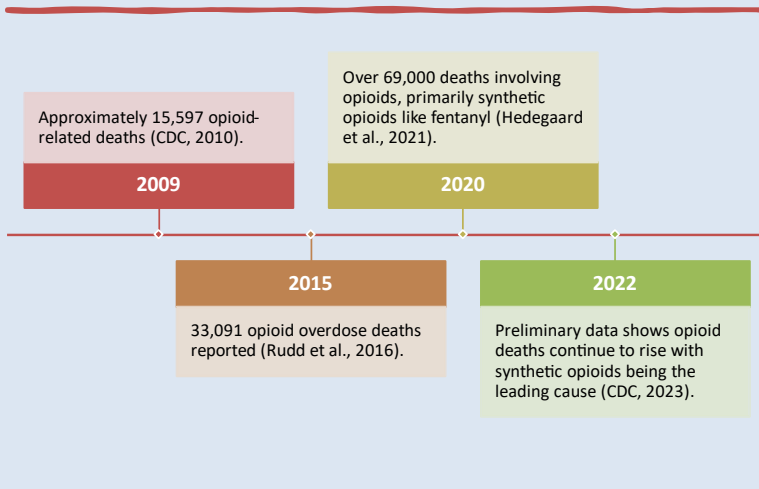 Approximately 15,597 opioid-
related deaths (CDC, 2010).
2009
Over 69,000 deaths involving
opioids, primarily synthetic
opioids like fentanyl (Hedegaard
et al., 2021).
2020
2015
33,091 opioid overdose deaths
reported (Rudd et al., 2016).
2022
Preliminary data shows opioid
deaths continue to rise with
synthetic opioids being the
leading cause (CDC, 2023).